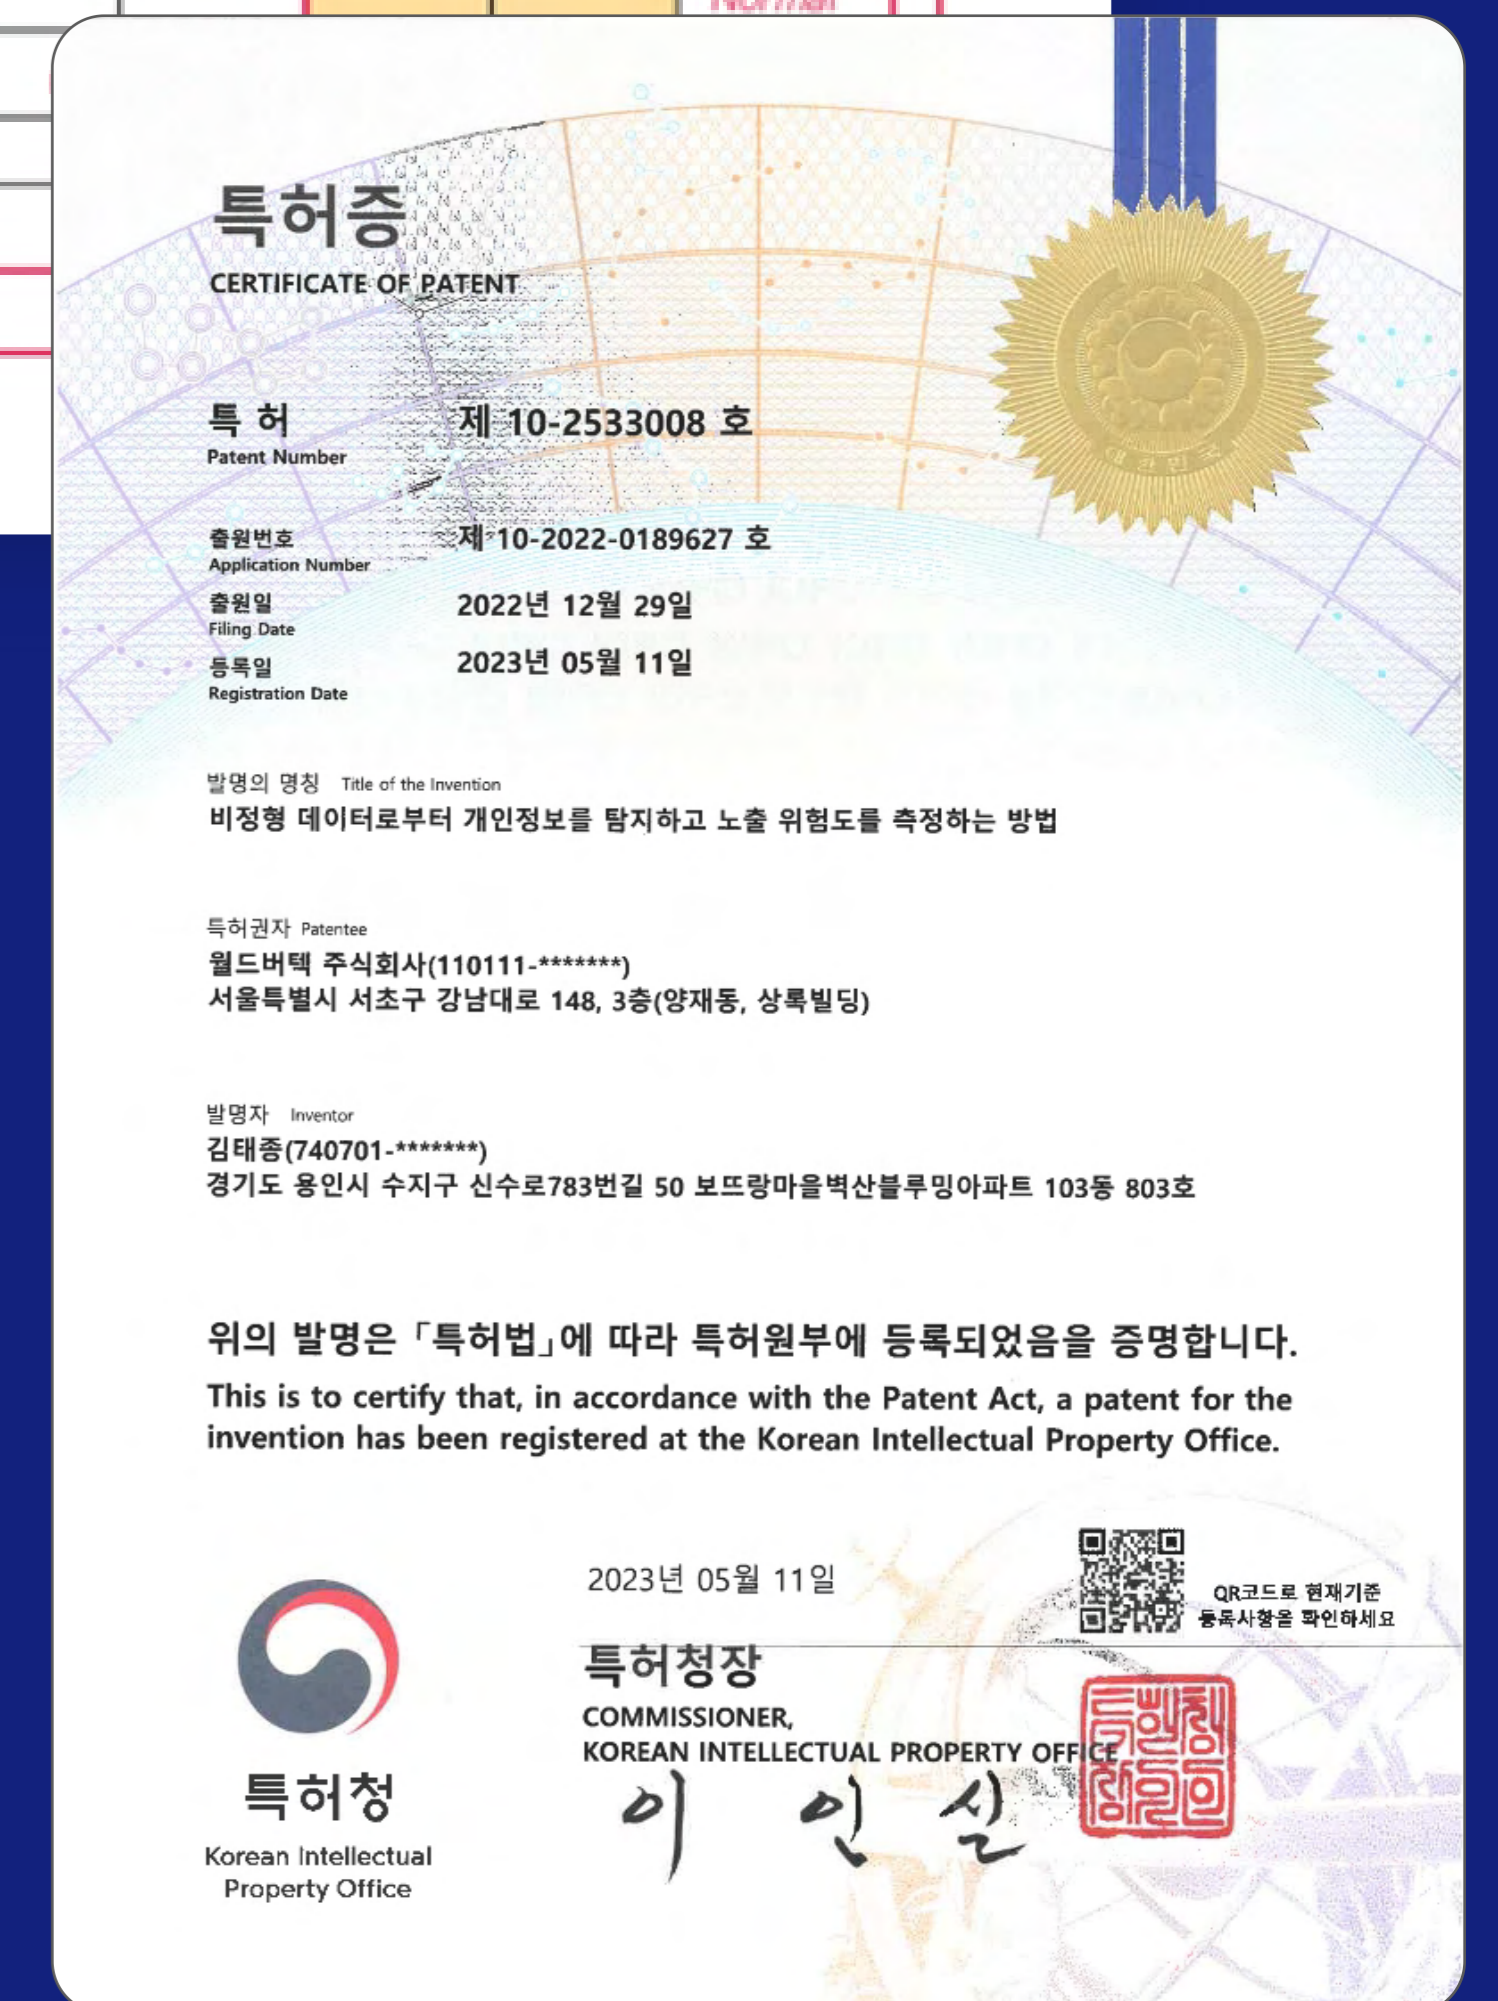 특허증
CERTIFICATE OF PATENT
특 허 제 10-2533008 호
Patent Number
출원번호 제 10-2022-0189627 호
Application Number
출원일 2022년 12월 29일
Filing Date
등록일 2023년 05월 11일
Registration Date
발명의 명칭 Title of the Invention
비정형 데이터로부터 개인정보를 탐지하고 노출 위험도를 측정하는 방법
특허권자 Patentee
월드버텍 주식회사(110111-*******)
서울특별시 서초구 강남대로 148, 3층(양재동, 상록빌딩)
발명자 Inventor
김태종(740701-*******)
경기도 용인시 수지구 신수로783번길 50 보뜨랑마을벽산블루밍아파트 103동 803호
위의 발명은 「특허법」에 따라 특허원부에 등록되었음을 증명합니다.
This is to certify that, in accordance with the Patent Act, a patent for the
invention has been registered at the Korean Intellectual Property Office.
2023년 05월 11일
QR코드로 현재기준
등록사항을 확인하세요
특허청장
COMMISSIONER,
KOREAN INTELLECTUAL PROPERTY OFFICE
이 인 실
특허청
Korean Intellectual
Property Office